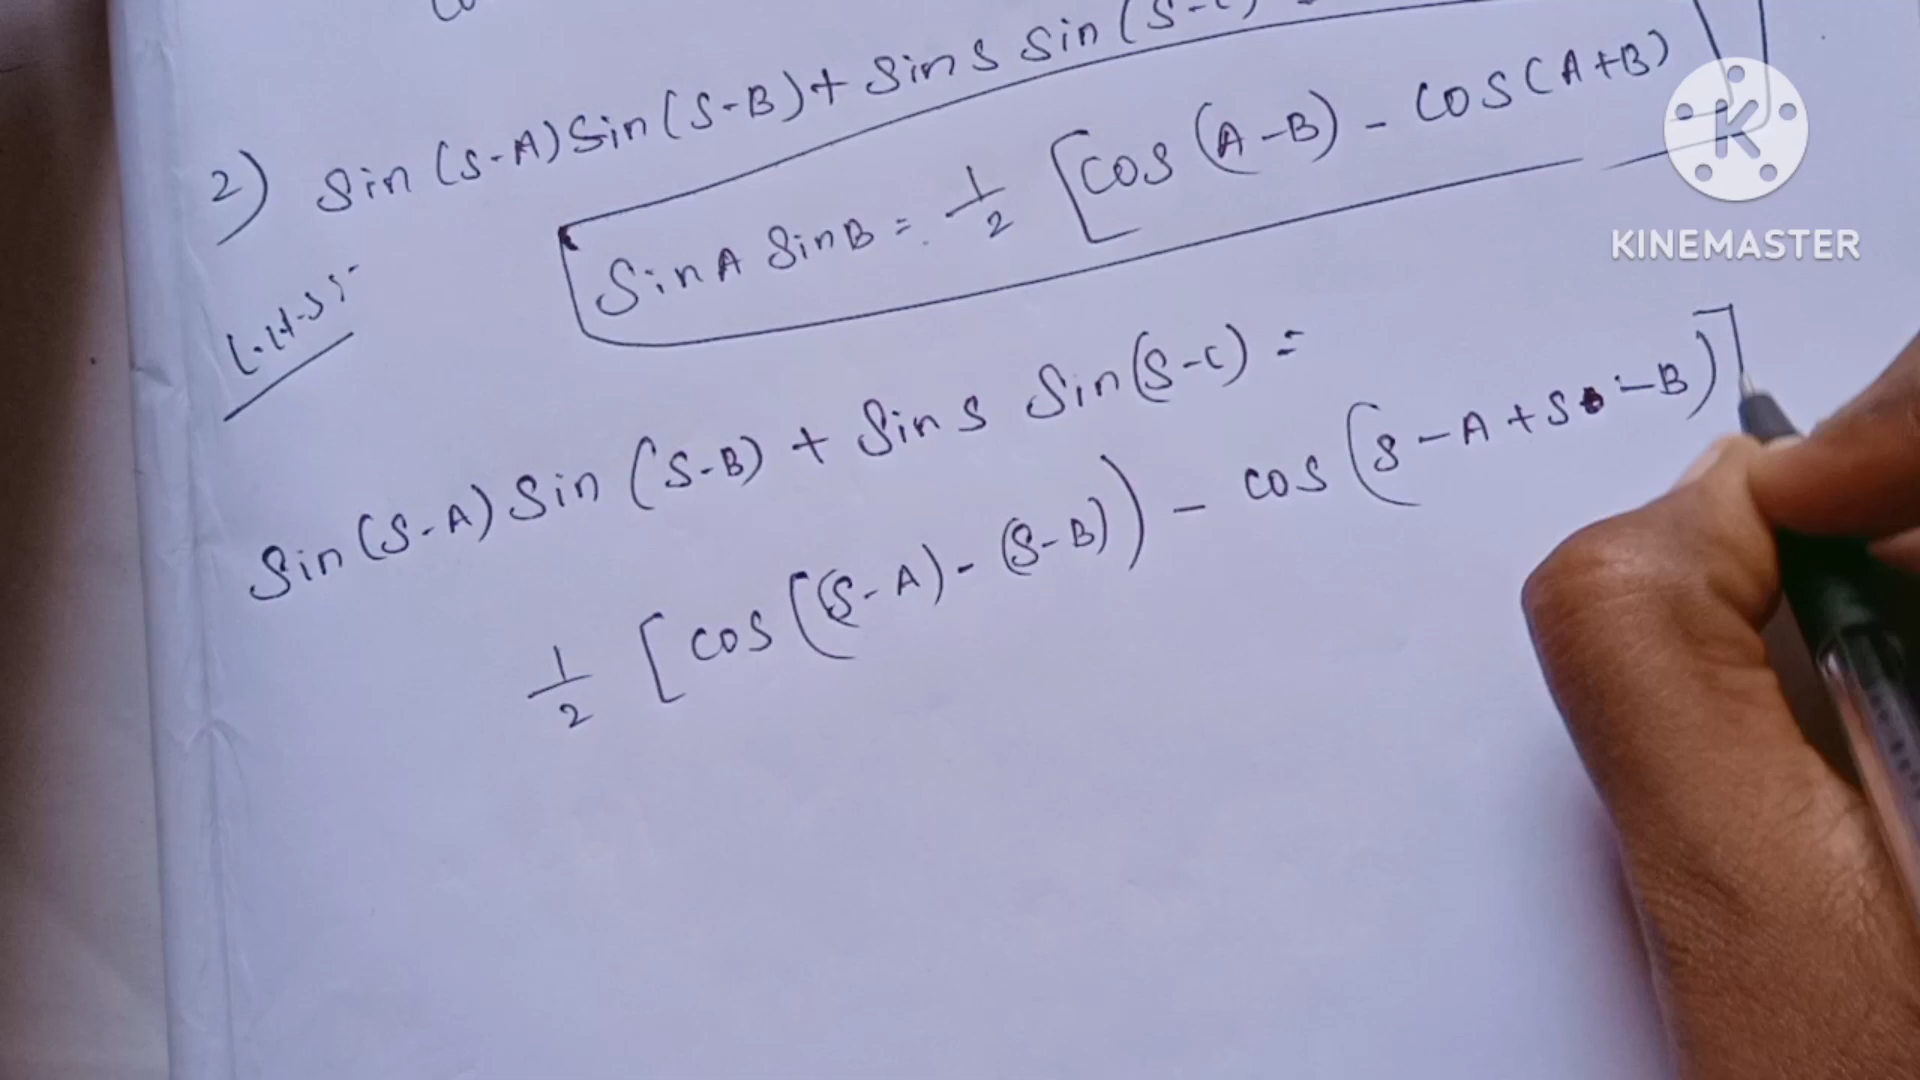 2) Sin (S-A) Sin (S-B) + Sin S Sin (S-C)
Sin A Sin B = 1/2 [cos (A-B) - cos (A+B)
L.H.S:-
KINEMASTER
Sin (S-A) Sin (S-B) + Sin S Sin (S-C) =
1/2 [cos ((S-A) - (S-B)) - cos (S-A+S-B)]